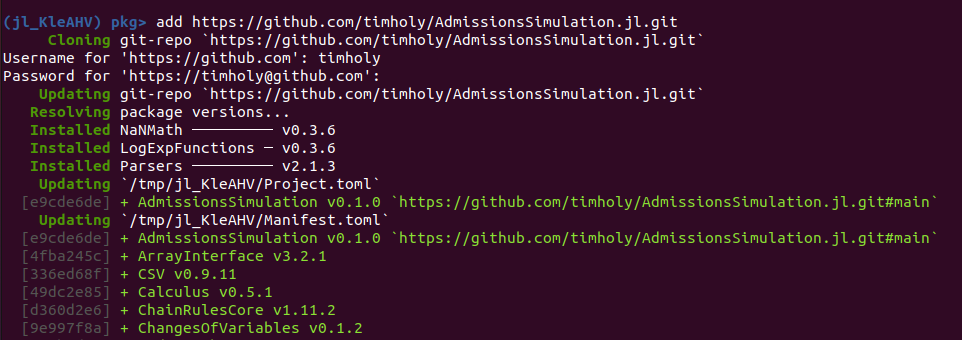 (jl_KleAHV) pkg> add https://github.com/timholy/AdmissionsSimulation.jl.git
Cloning git-repo `https://github.com/timholy/AdmissionsSimulation.jl.git`
Username for 'https://github.com': timholy
Password for 'https://timholy@github.com':
Updating git-repo `https://github.com/timholy/AdmissionsSimulation.jl.git`
Resolving package versions...
Installed NaNMath ───────── v0.3.6
Installed LogExpFunctions ─ v0.3.6
Installed Parsers ───────── v2.1.3
Updating `/tmp/jl_KleAHV/Project.toml`
[e9cde6de] + AdmissionsSimulation v0.1.0 `https://github.com/timholy/AdmissionsSimulation.jl.git#main`
Updating `/tmp/jl_KleAHV/Manifest.toml`
[e9cde6de] + AdmissionsSimulation v0.1.0 `https://github.com/timholy/AdmissionsSimulation.jl.git#main`
[4fba245c] + ArrayInterface v3.2.1
[336ed68f] + CSV v0.9.11
[49dc2e85] + Calculus v0.5.1
[d360d2e6] + ChainRulesCore v1.11.2
[9e997f8a] + ChangesOfVariables v0.1.2